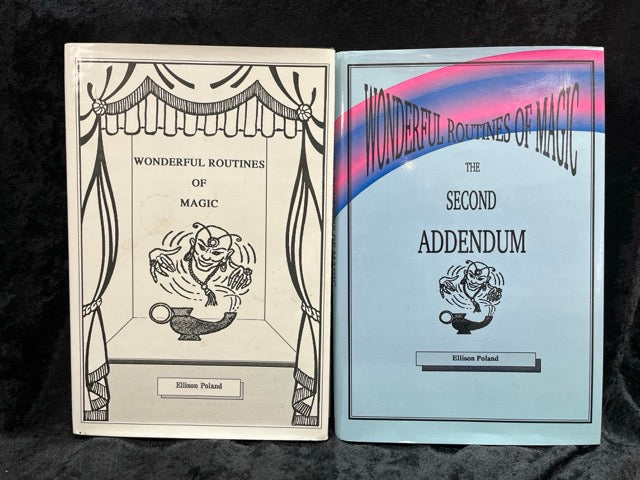 WONDERFUL ROUTINES
OF
MAGIC
Ellison Poland
WONDERFUL ROUTINES OF MAGIC
THE
SECOND
ADDENDUM
Ellison Poland